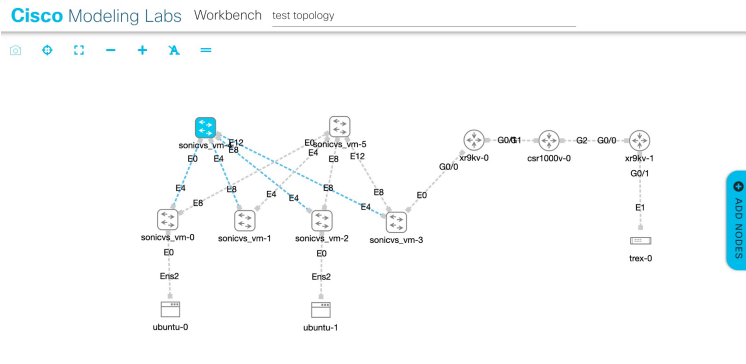 Cisco Modeling Labs Workbench test topology
sonicvs_vm-4 E12 E0 sonicvs_vm-5 G0/0 G1 G2 G0/0
E8 E4 E12 xr9kv-0 csr1000v-0 xr9kv-1
E0 E4 E8 G0/0 G0/1
E4 E8 E4 E4 E8 E8 E0
E8 E4 E1
sonicvs_vm-0 sonicvs_vm-1 sonicvs_vm-2 sonicvs_vm-3
E0 E0 trex-0
Ens2 Ens2
ubuntu-0 ubuntu-1
ADD NODES